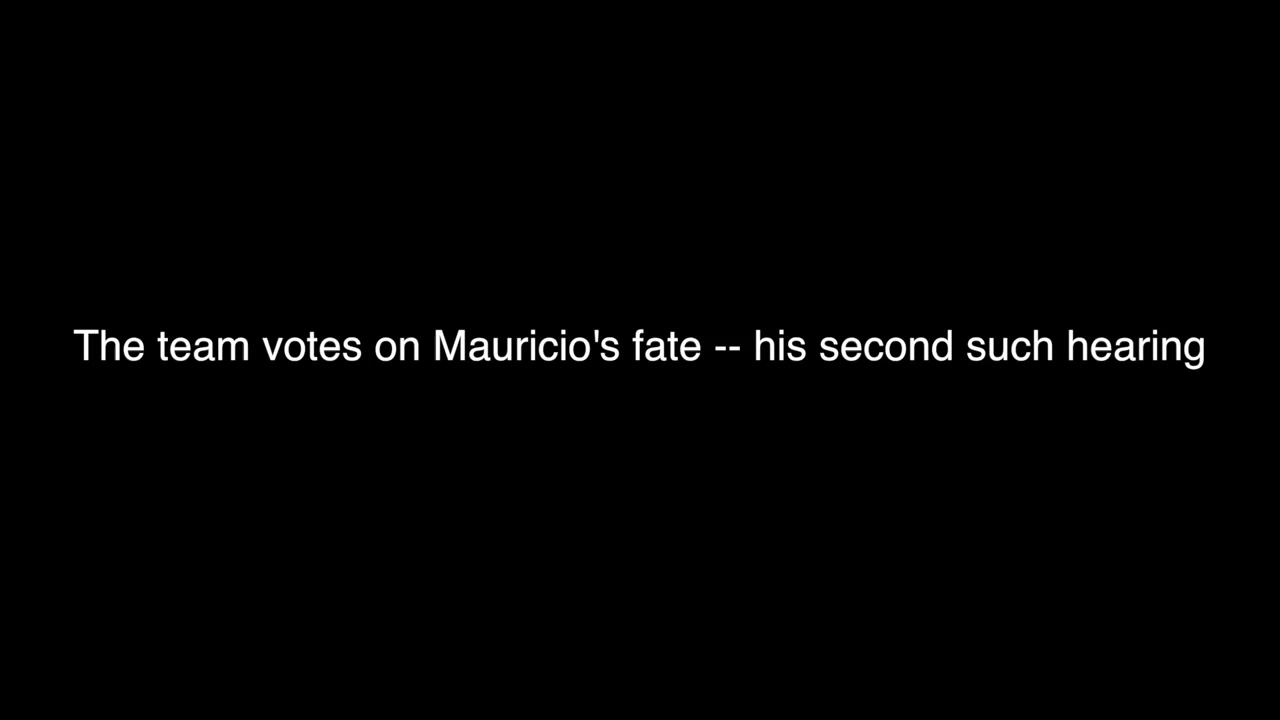 The team votes on Mauricio's fate -- his second such hearing